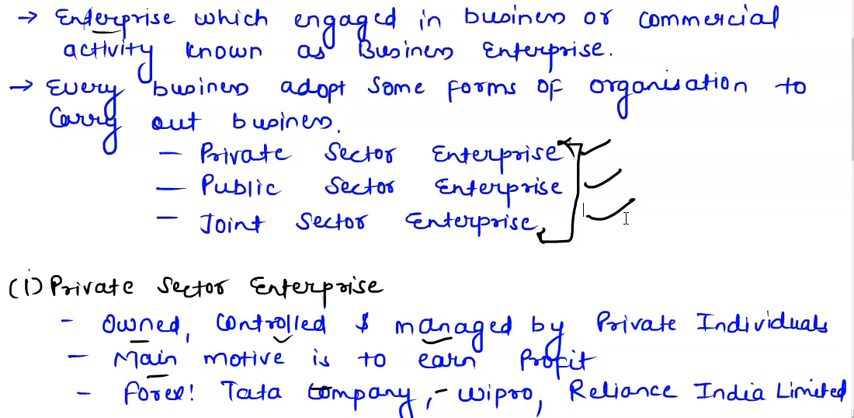 → Enterprise which engaged in business or commercial
activity known as Business Enterprise.
→ Every business adopt some forms of organisation to
Carry out business.
— Private Sector Enterprise
— Public Sector Enterprise
— Joint Sector Enterprise
(i) Private Sector Enterprise
- Owned, Controlled & managed by Private Individuals
- Main motive is to earn Profit
- Forex! Tata Company, - wipro, Reliance India Limited